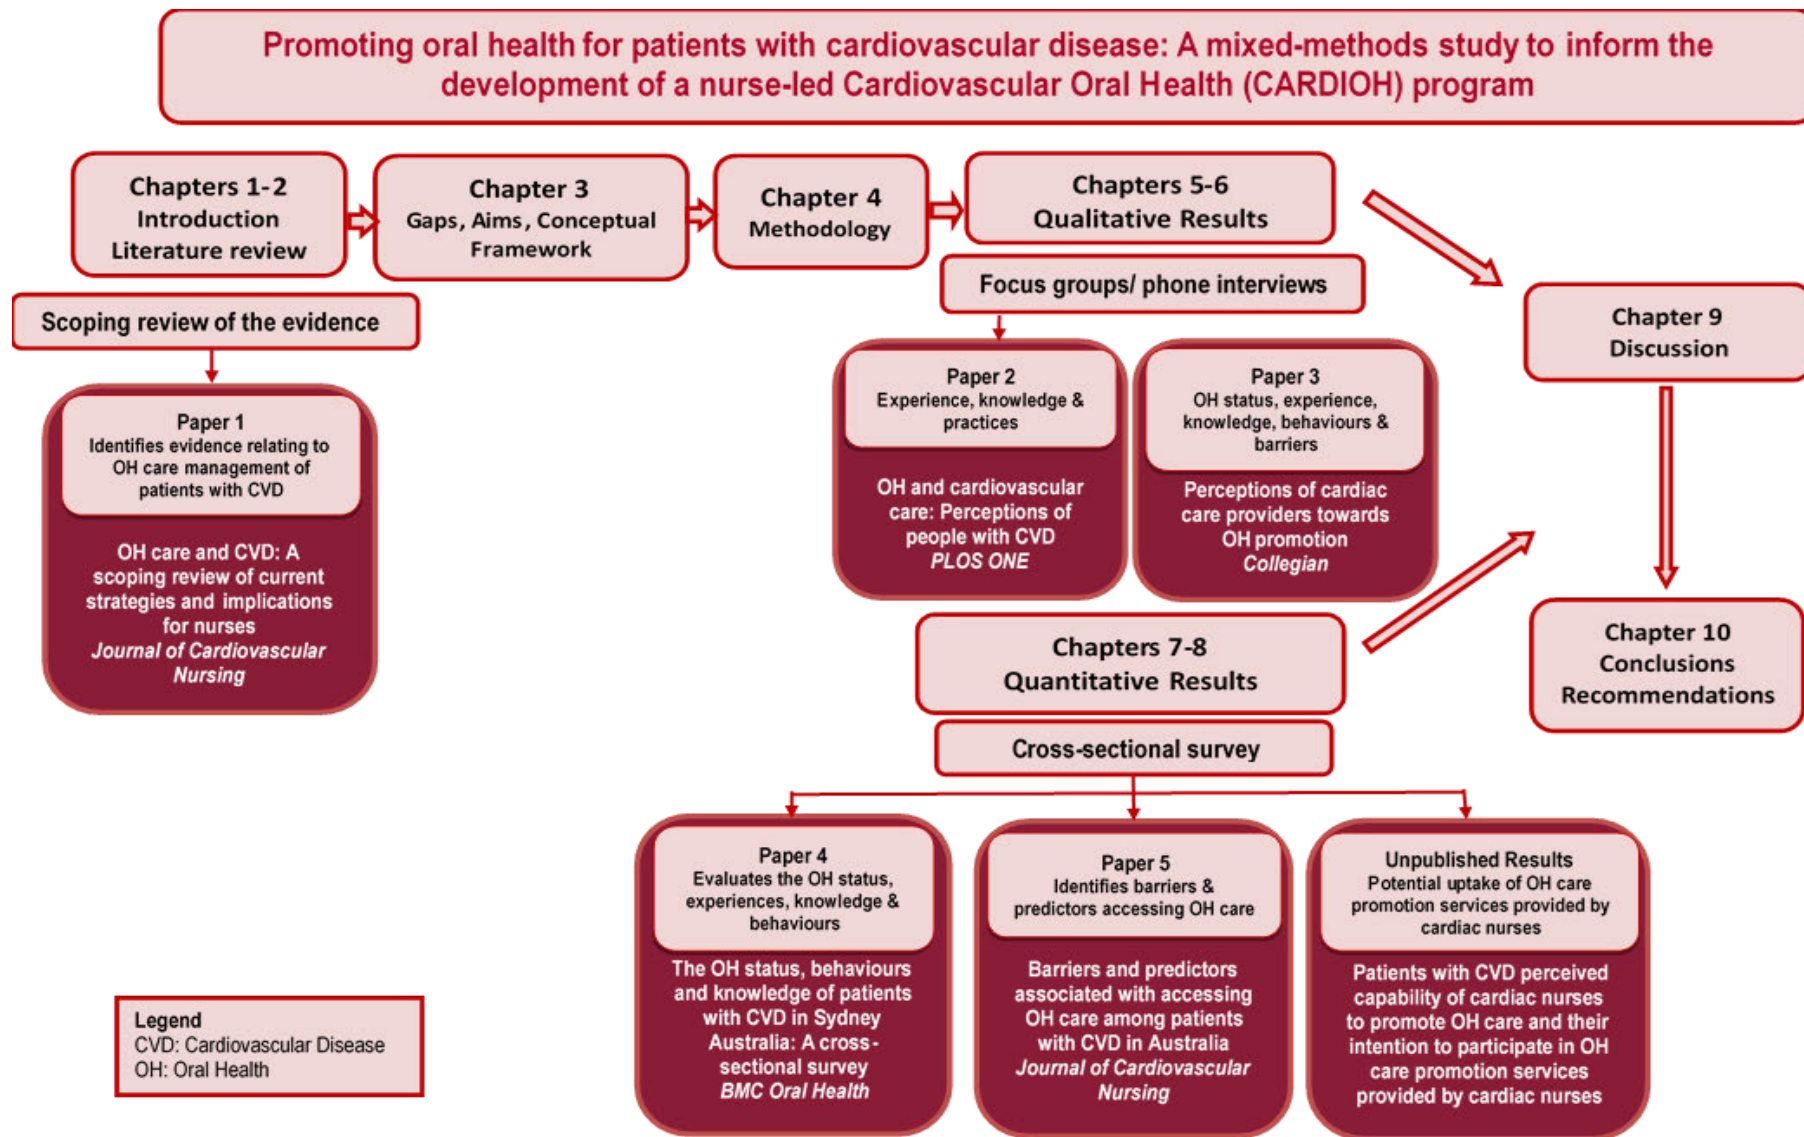 Promoting oral health for patients with cardiovascular disease: A mixed-methods study to inform the
development of a nurse-led Cardiovascular Oral Health (CARDIOH) program
Chapters 1-2
Introduction
Literature review
Chapter 3
Gaps, Aims, Conceptual
Framework
Chapter 4
Methodology
Chapters 5-6
Qualitative Results
Scoping review of the evidence
Paper 1
Identifies evidence relating to
OH care management of
patients with CVD
OH care and CVD: A
scoping review of current
strategies and implications
for nurses
Journal of Cardiovascular
Nursing
Focus groups/ phone interviews
Paper 2
Experience, knowledge &
practices
OH and cardiovascular
care: Perceptions of
people with CVD
PLOS ONE
Paper 3
OH status, experience,
knowledge, behaviours &
barriers
Perceptions of cardiac
care providers towards
OH promotion
Collegian
Chapters 7-8
Quantitative Results
Cross-sectional survey
Paper 4
Evaluates the OH status,
experiences, knowledge &
behaviours
The OH status, behaviours
and knowledge of patients
with CVD in Sydney
Australia: A cross-
sectional survey
BMC Oral Health
Paper 5
Identifies barriers &
predictors accessing OH care
Barriers and predictors
associated with accessing
OH care among patients
with CVD in Australia
Journal of Cardiovascular
Nursing
Unpublished Results
Potential uptake of OH care
promotion services provided by
cardiac nurses
Patients with CVD perceived
capability of cardiac nurses
to promote OH care and their
intention to participate in OH
care promotion services
provided by cardiac nurses
Chapter 9
Discussion
Chapter 10
Conclusions
Recommendations
Legend
CVD: Cardiovascular Disease
OH: Oral Health